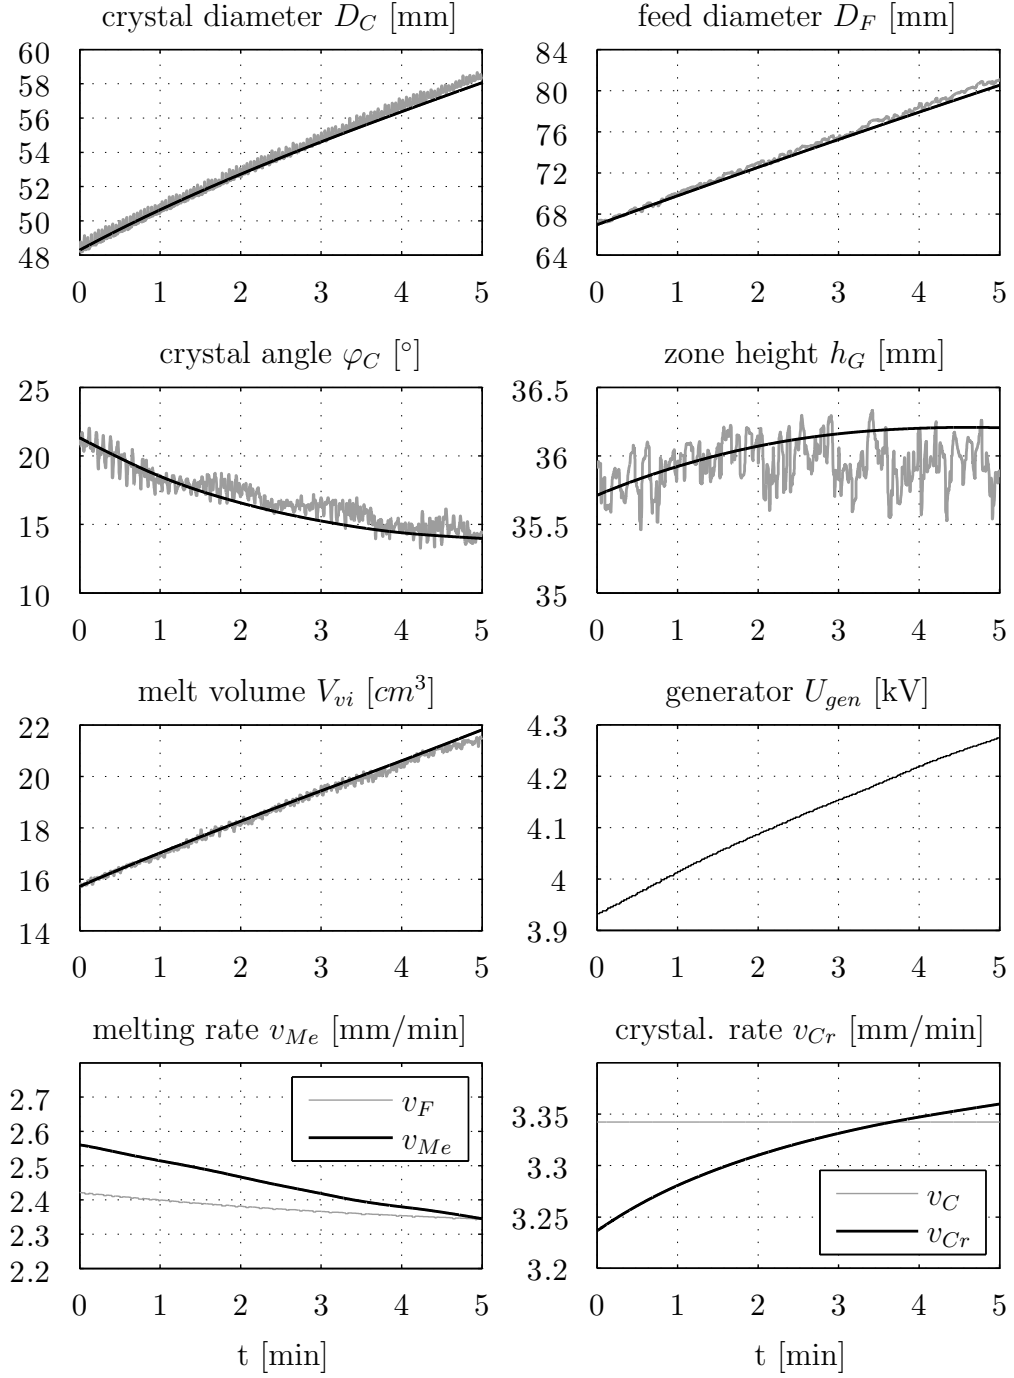 crystal diameter D_C [mm]
60
58
56
54
52
50
48
0 1 2 3 4 5
feed diameter D_F [mm]
84
80
76
72
68
64
0 1 2 3 4 5
crystal angle φ_C [°]
25
20
15
10
0 1 2 3 4 5
zone height h_G [mm]
36.5
36
35.5
35
0 1 2 3 4 5
melt volume V_vi [cm³]
22
20
18
16
14
0 1 2 3 4 5
generator U_gen [kV]
4.3
4.2
4.1
4
3.9
0 1 2 3 4 5
melting rate v_Me [mm/min]
2.7
2.6
2.5
2.4
2.3
2.2
v_F
v_Me
0 1 2 3 4 5
t [min]
crystal. rate v_Cr [mm/min]
3.35
3.3
3.25
3.2
v_C
v_Cr
0 1 2 3 4 5
t [min]